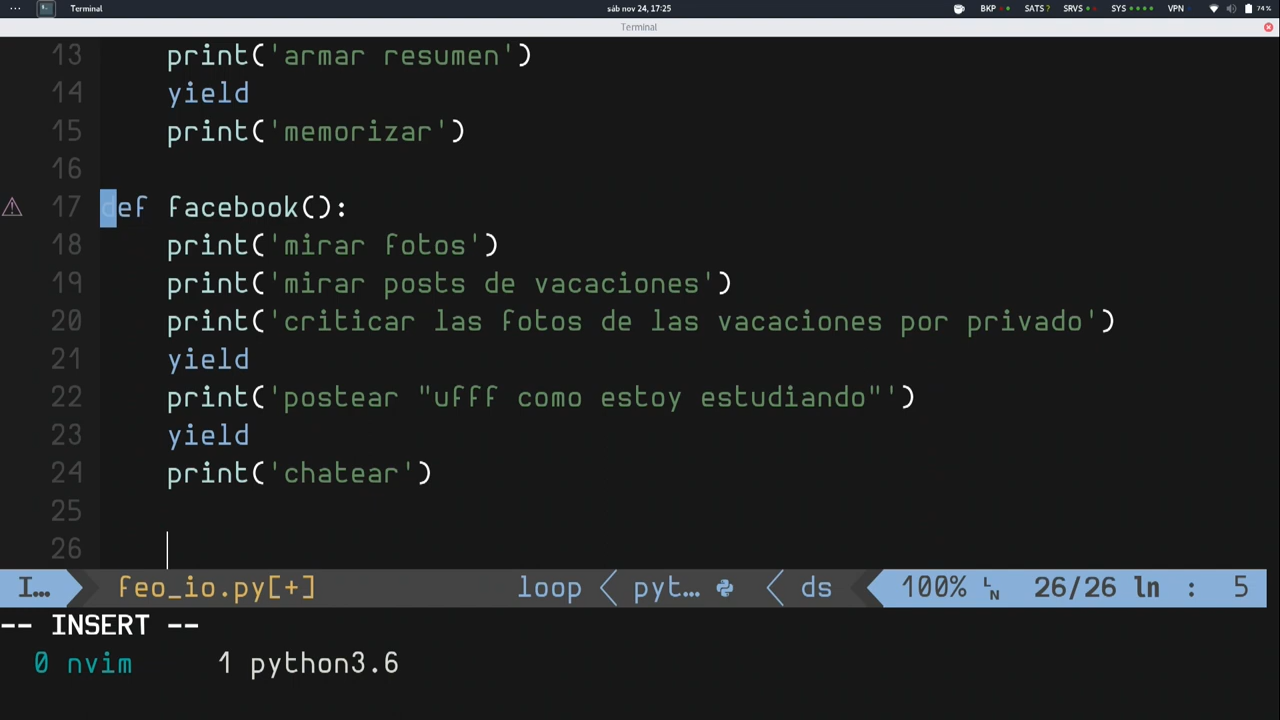 ... Terminal sáb nov 24, 17:25 BKP SATS? SRVS SYS VPN 74%
Terminal
13 print('armar resumen')
14 yield
15 print('memorizar')
16
17 def facebook():
18 print('mirar fotos')
19 print('mirar posts de vacaciones')
20 print('criticar las fotos de las vacaciones por privado')
21 yield
22 print('postear "ufff como estoy estudiando"')
23 yield
24 print('chatear')
25
26
I... feo_io.py[+] loop pyt... ds 100% LN 26/26 ln : 5
-- INSERT --
0 nvim 1 python3.6